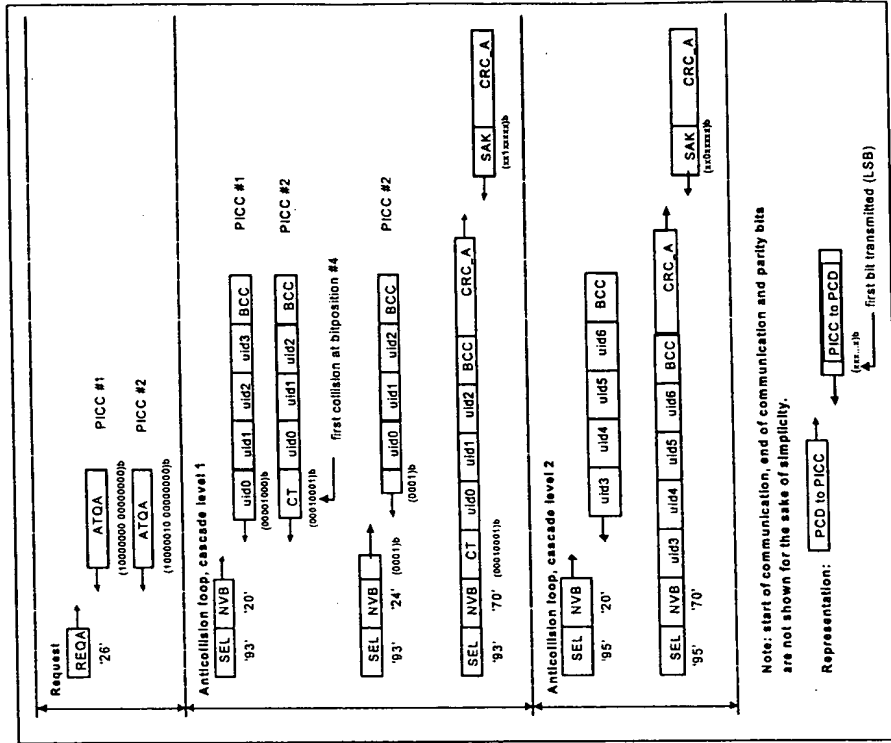 Request
REQA
'26'
ATQA
PICC #1
(10000000 00000000)b
ATQA
PICC #2
(10000010 00000000)b
Anticollision loop, cascade level 1
SEL NVB
'93' '20'
uid0 uid1 uid2 uid3 BCC
PICC #1
(00001000)b
CT uid0 uid1 uid2 BCC
PICC #2
(00010001)b
first collision at bitposition #4
SEL NVB
'93' '24' (0001)b
uid0 uid1 uid2 BCC
PICC #2
(0001)b
SEL NVB CT uid0 uid1 uid2 BCC CRC_A
'93' '70' (00010001)b
SAK CRC_A
(xx1xxxxx)b
Anticollision loop, cascade level 2
SEL NVB
'95' '20'
uid3 uid4 uid5 uid6 BCC
SEL NVB uid3 uid4 uid5 uid6 BCC CRC_A
'95' '70'
SAK CRC_A
(xx0xxxxx)b
Note: start of communication, end of communication and parity bits
are not shown for the sake of simplicity.
Representation:
PCD to PICC
PICC to PCD
(xxx...x)b
first bit transmitted (LSB)